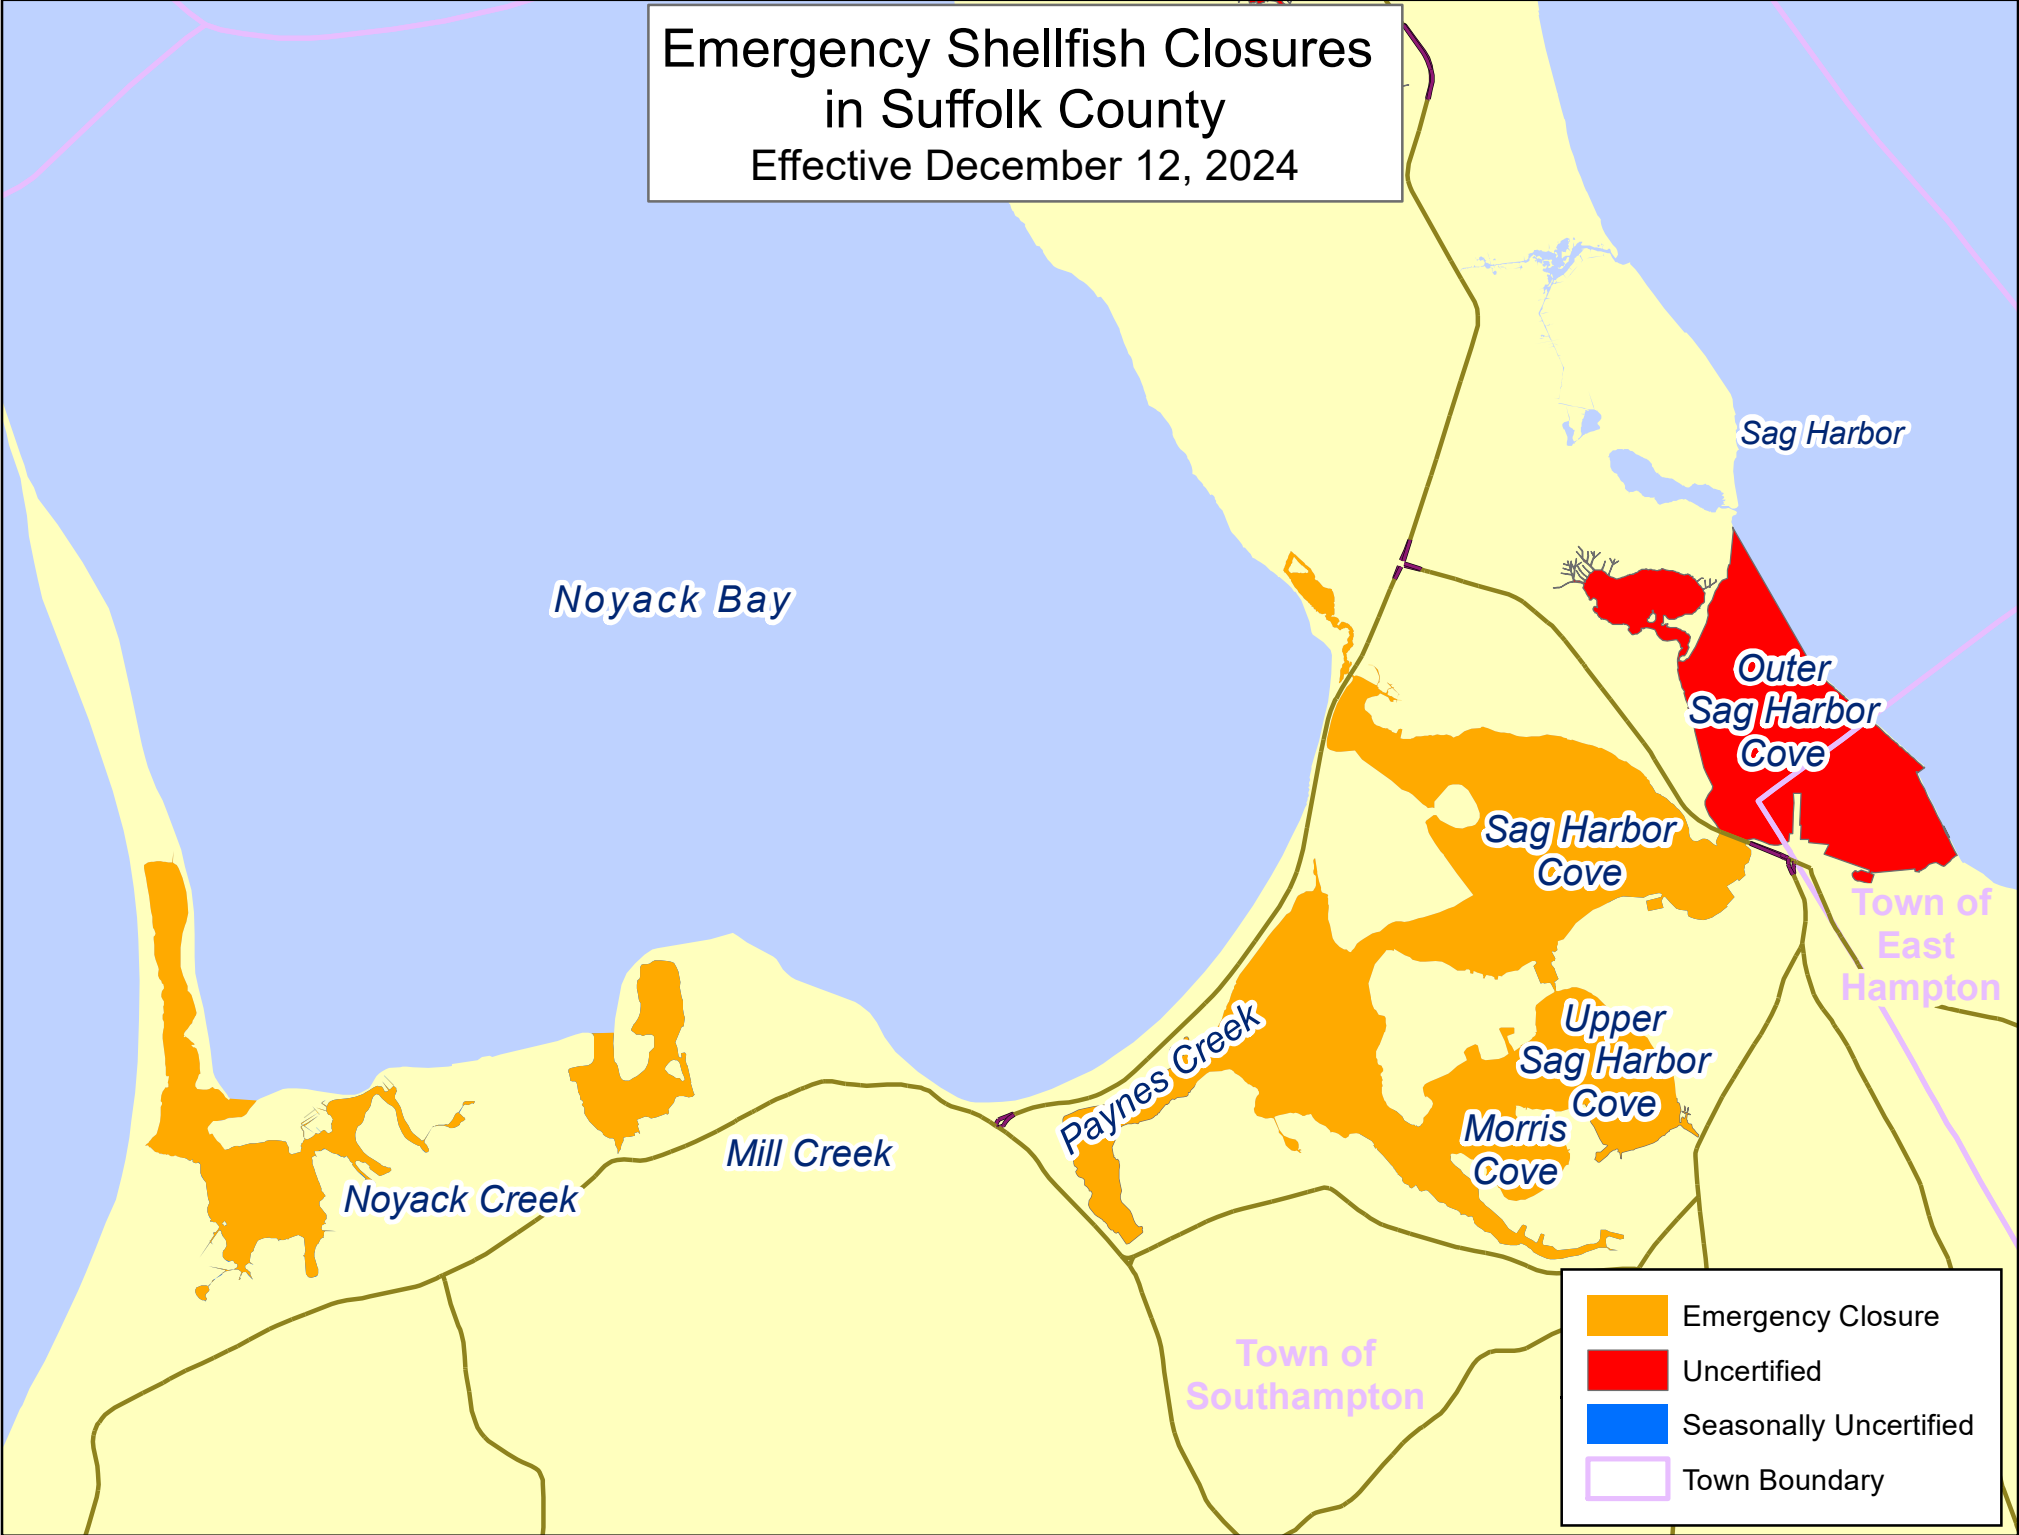 Emergency Shellfish Closures
in Suffolk County
Effective December 12, 2024
Sag Harbor
Noyack Bay
Outer
Sag Harbor
Cove
Sag Harbor
Cove
Town of
East
Hampton
Upper
Sag Harbor
Cove
Paynes Creek
Morris
Cove
Mill Creek
Noyack Creek
Town of
Southampton
Emergency Closure
Uncertified
Seasonally Uncertified
Town Boundary